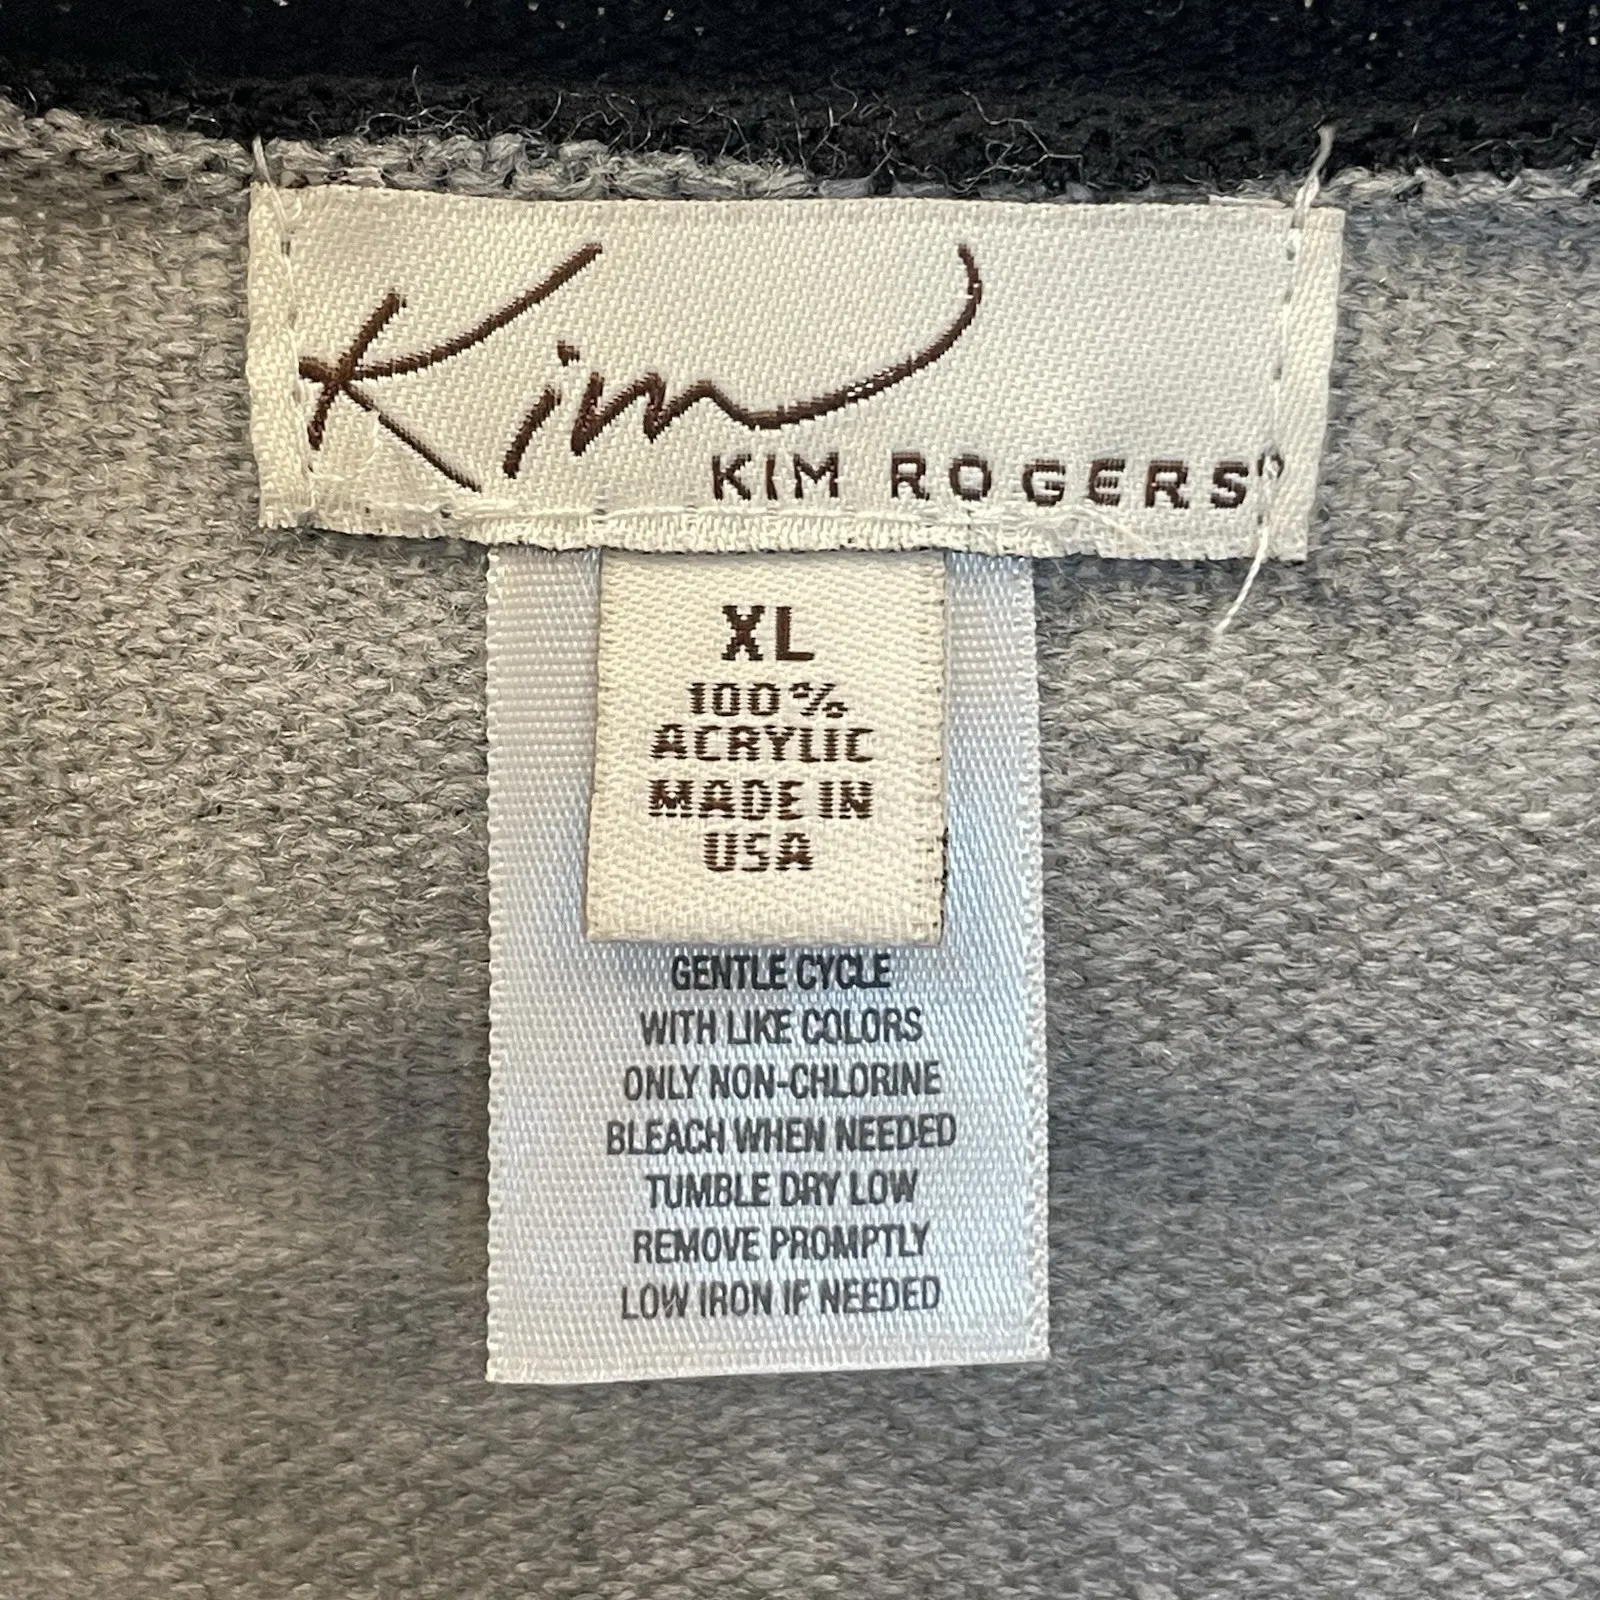 Kim
KIM ROGERS®
XL
100%
ACRYLIC
MADE IN
USA
GENTLE CYCLE
WITH LIKE COLORS
ONLY NON-CHLORINE
BLEACH WHEN NEEDED
TUMBLE DRY LOW
REMOVE PROMPTLY
LOW IRON IF NEEDED